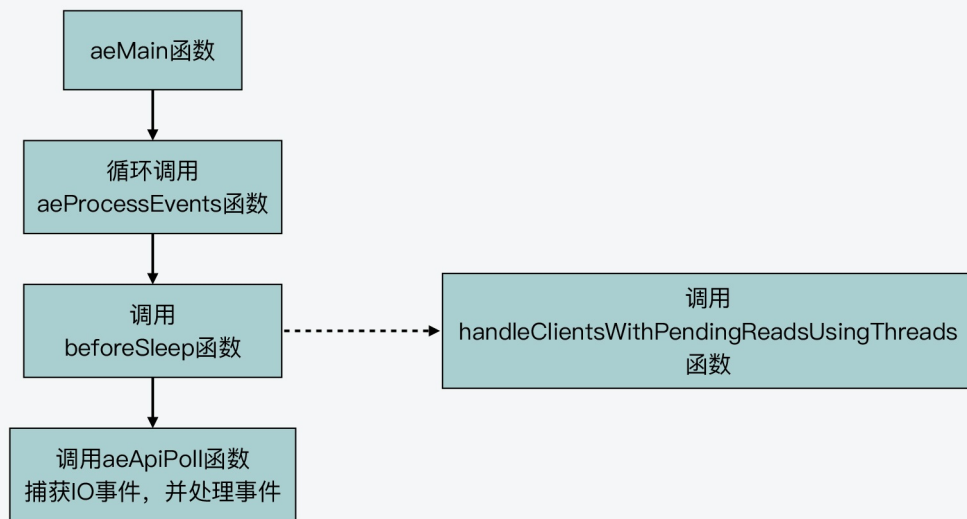 aeMain函数
循环调用
aeProcessEvents函数
调用
beforeSleep函数
调用
handleClientsWithPendingReadsUsingThreads
函数
调用aeApiPoll函数
捕获IO事件，并处理事件